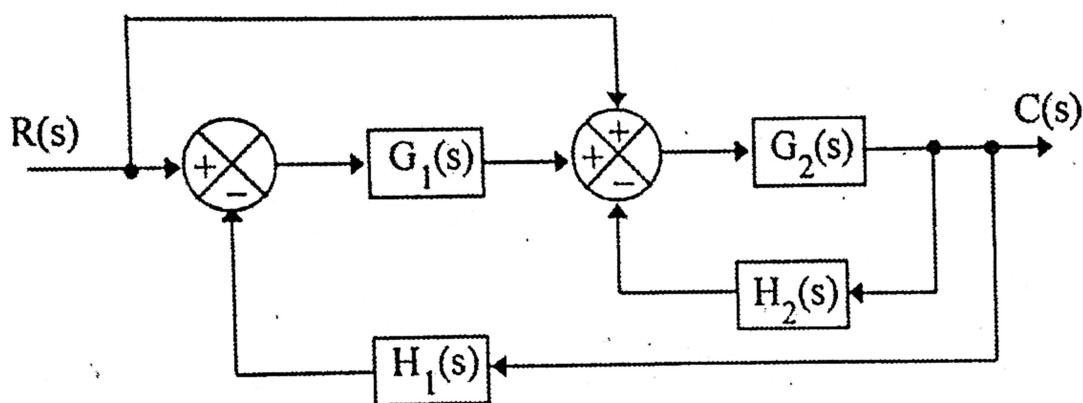 R(s)
+
−
G₁(s)
+
+
−
G₂(s)
C(s)
H₂(s)
H₁(s)